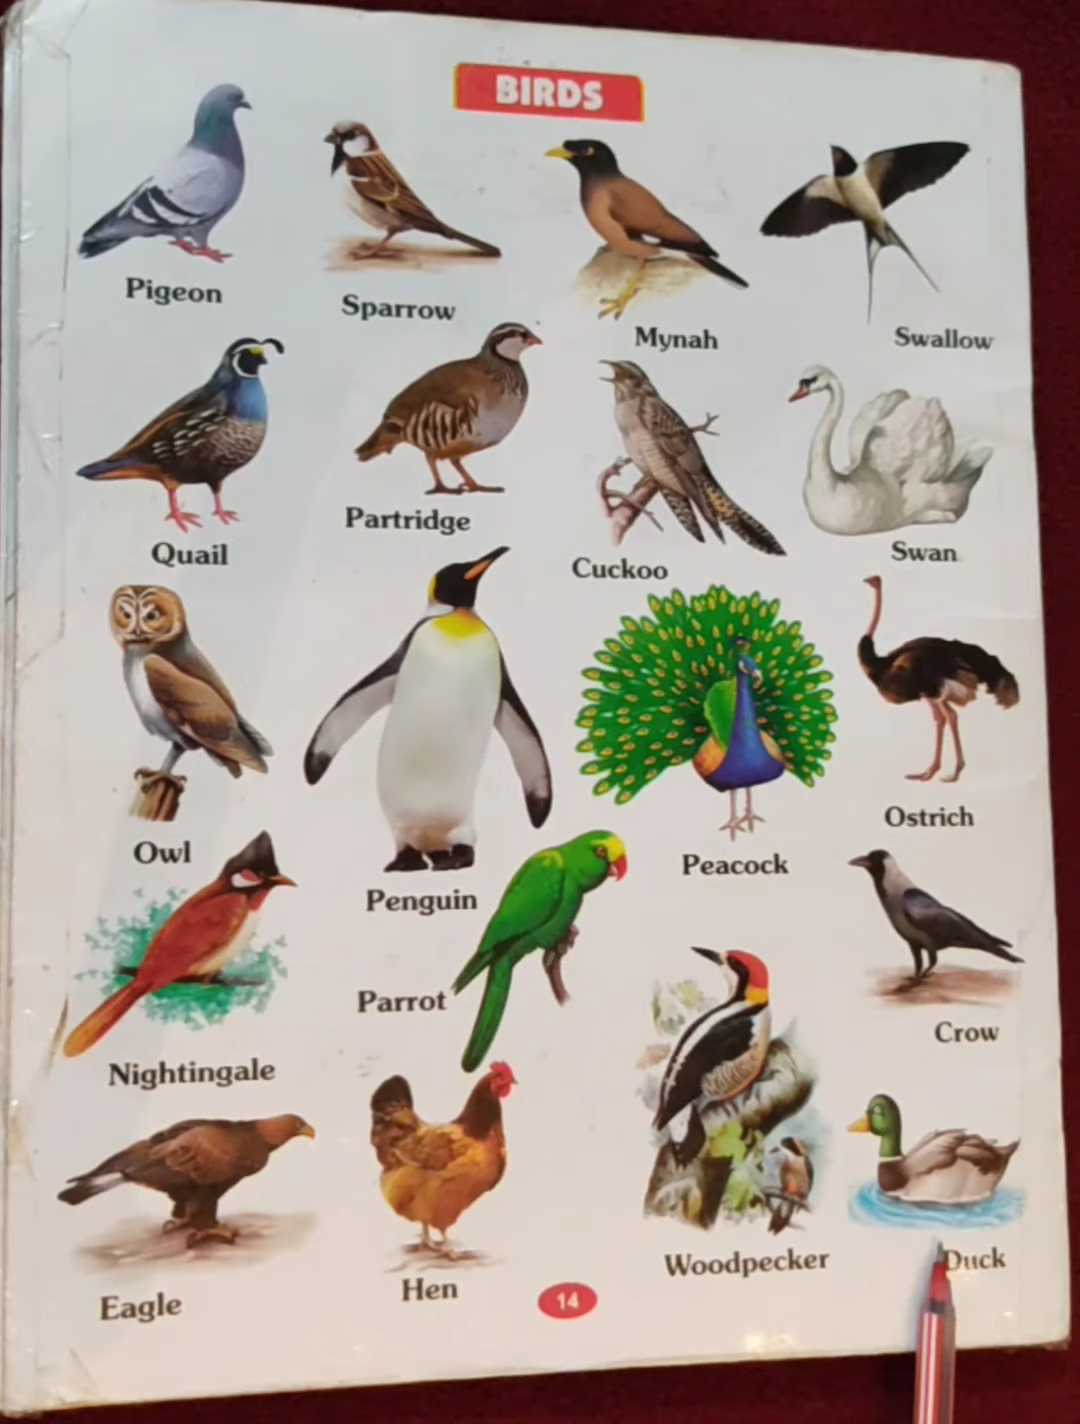 BIRDS
Pigeon
Sparrow
Mynah
Swallow
Quail
Partridge
Cuckoo
Swan
Owl
Penguin
Peacock
Ostrich
Nightingale
Parrot
Crow
Eagle
Hen
Woodpecker
Duck
14